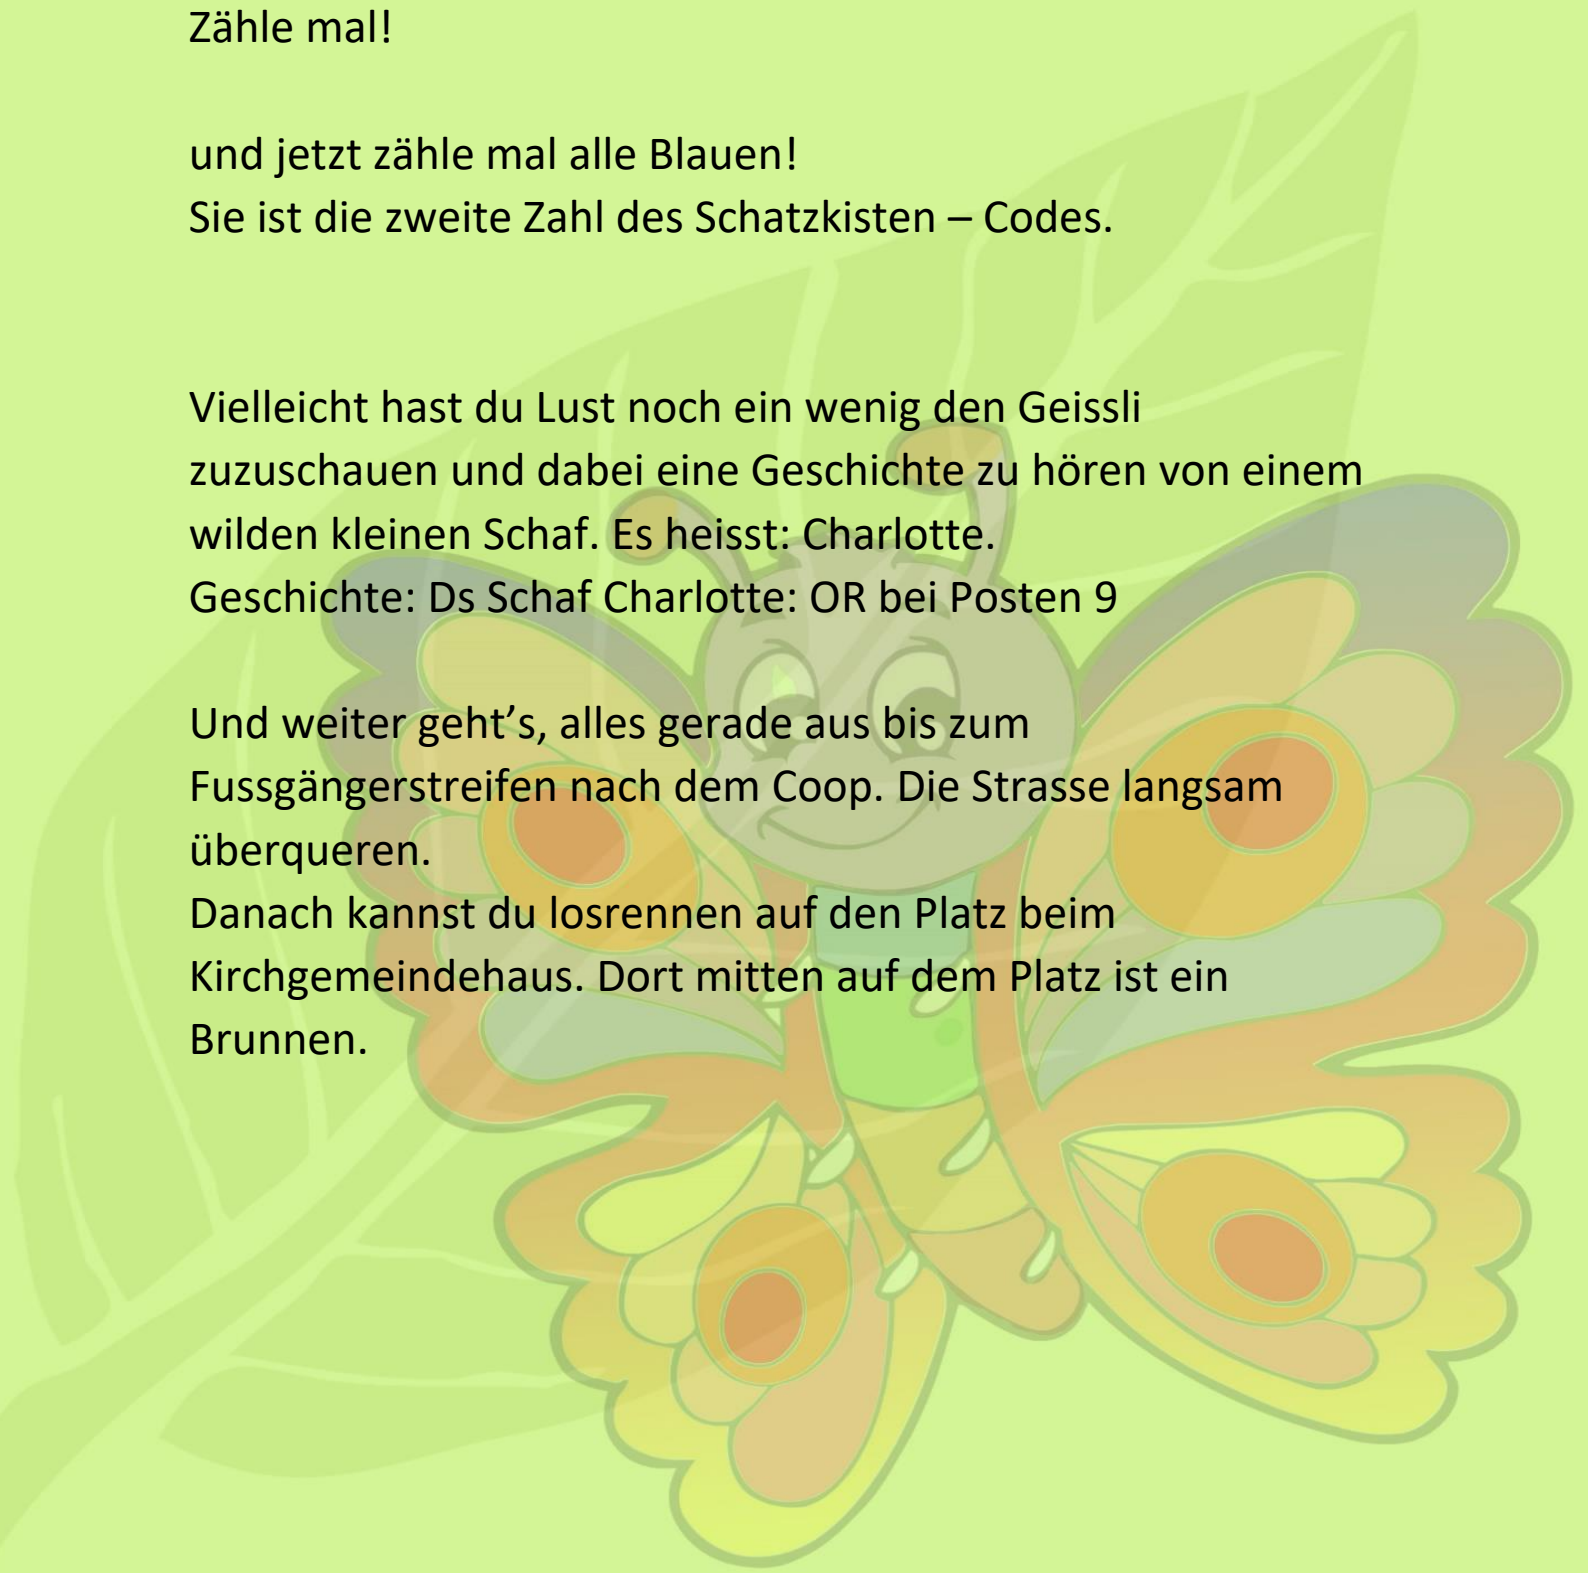 Zähle mal!
und jetzt zähle mal alle Blauen!
Sie ist die zweite Zahl des Schatzkisten – Codes.
Vielleicht hast du Lust noch ein wenig den Geissli
zuzuschauen und dabei eine Geschichte zu hören von einem
wilden kleinen Schaf. Es heisst: Charlotte.
Geschichte: Ds Schaf Charlotte: OR bei Posten 9
Und weiter geht’s, alles gerade aus bis zum
Fussgängerstreifen nach dem Coop. Die Strasse langsam
überqueren.
Danach kannst du losrennen auf den Platz beim
Kirchgemeindehaus. Dort mitten auf dem Platz ist ein
Brunnen.